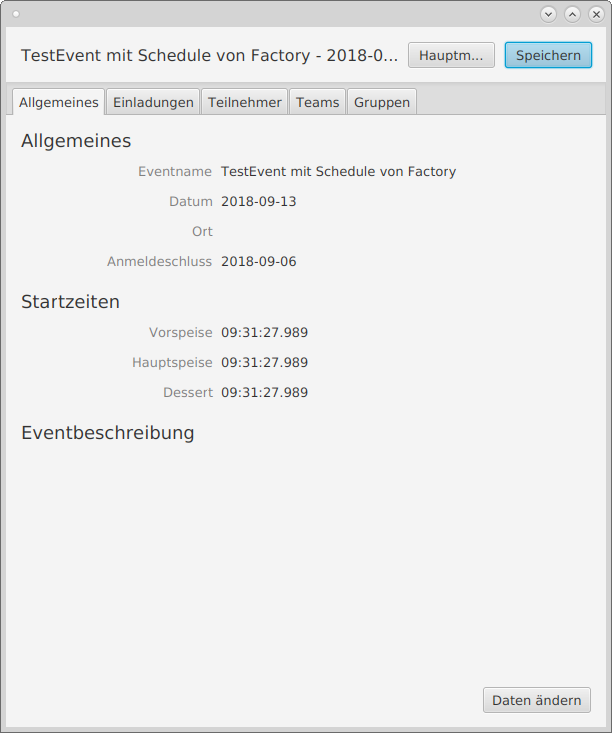 TestEvent mit Schedule von Factory - 2018-0...
Hauptm...
Speichern
Allgemeines
Einladungen
Teilnehmer
Teams
Gruppen
Allgemeines
Eventname TestEvent mit Schedule von Factory
Datum 2018-09-13
Ort
Anmeldeschluss 2018-09-06
Startzeiten
Vorspeise 09:31:27.989
Hauptspeise 09:31:27.989
Dessert 09:31:27.989
Eventbeschreibung
Daten ändern